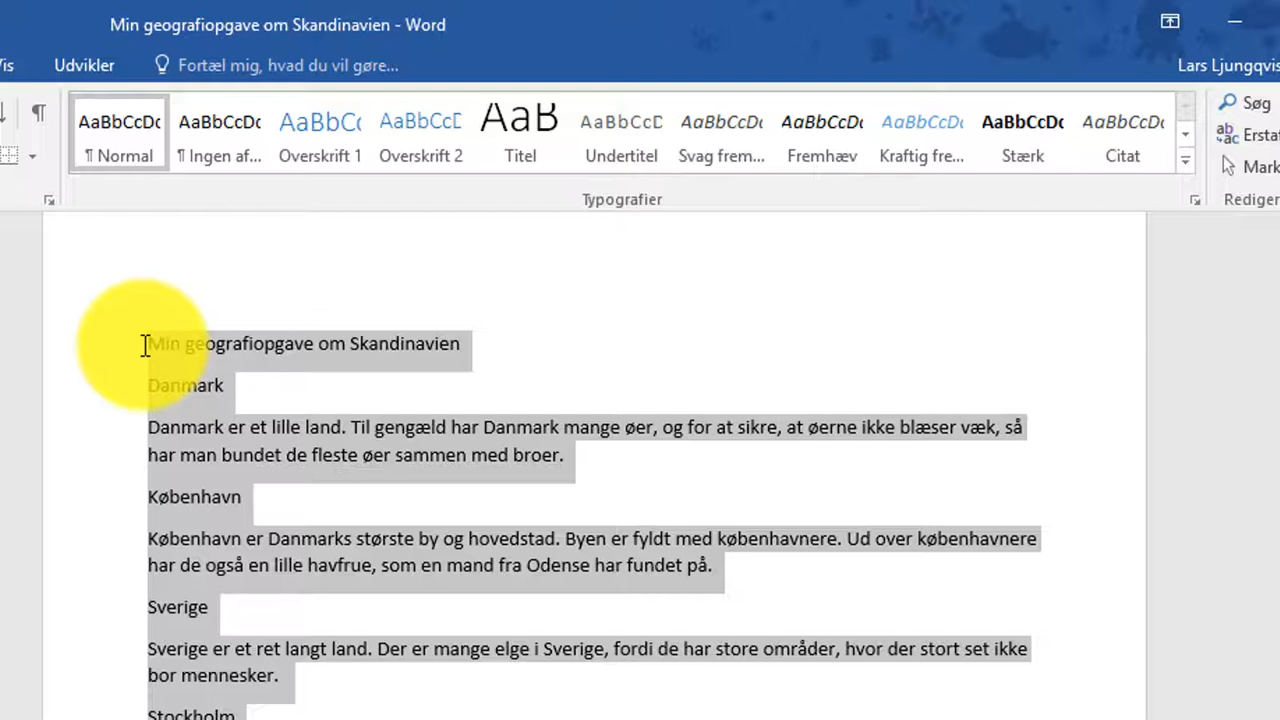 Min geografiopgave om Skandinavien - Word
Udvikler Fortæl mig, hvad du vil gøre...
AaBbCcDc AaBbCcDc AaBbCc AaBbCcD AaB AaBbCcD AaBbCcDc AaBbCcDc AaBbCcDc AaBbCcDc AaBbCcDc Søg
¶ Normal ¶ Ingen af... Overskrift 1 Overskrift 2 Titel Undertitel Svag frem... Fremhæv Kraftig fre... Stærk Citat
Typografier
Min geografiopgave om Skandinavien
Danmark
Danmark er et lille land. Til gengæld har Danmark mange øer, og for at sikre, at øerne ikke blæser væk, så
har man bundet de fleste øer sammen med broer.
København
København er Danmarks største by og hovedstad. Byen er fyldt med københavnere. Ud over københavnere
har de også en lille havfrue, som en mand fra Odense har fundet på.
Sverige
Sverige er et ret langt land. Der er mange elge i Sverige, fordi de har store områder, hvor der stort set ikke
bor mennesker.
Stockholm